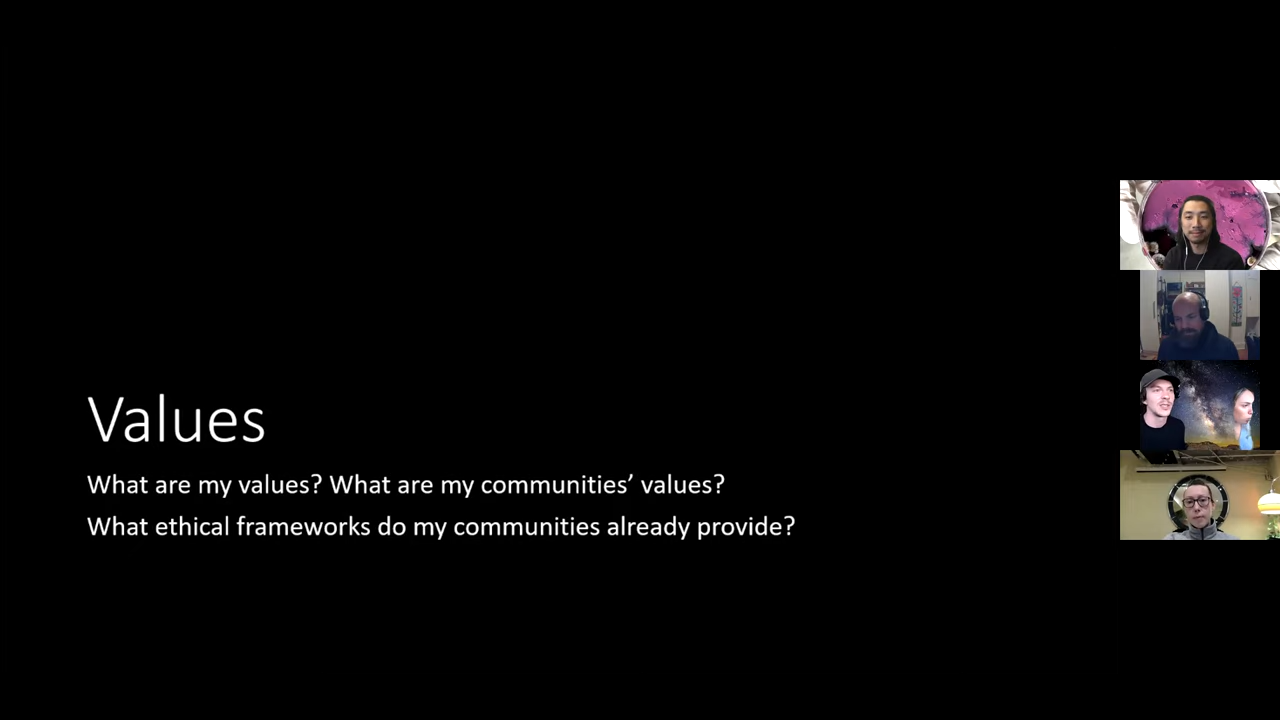 Values
What are my values? What are my communities’ values?
What ethical frameworks do my communities already provide?